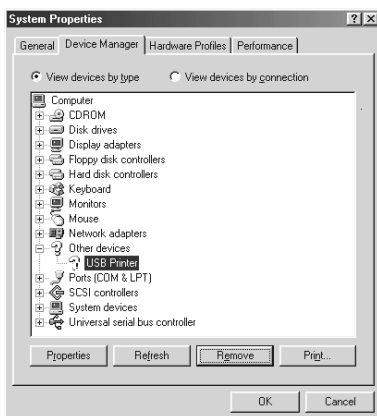 System Properties
General Device Manager Hardware Profiles Performance
View devices by type View devices by connection
Computer
CDROM
Disk drives
Display adapters
Floppy disk controllers
Hard disk controllers
Keyboard
Monitors
Mouse
Network adapters
Other devices
USB Printer
Ports (COM & LPT)
SCSI controllers
System devices
Universal serial bus controller
Properties Refresh Remove Print...
OK Cancel